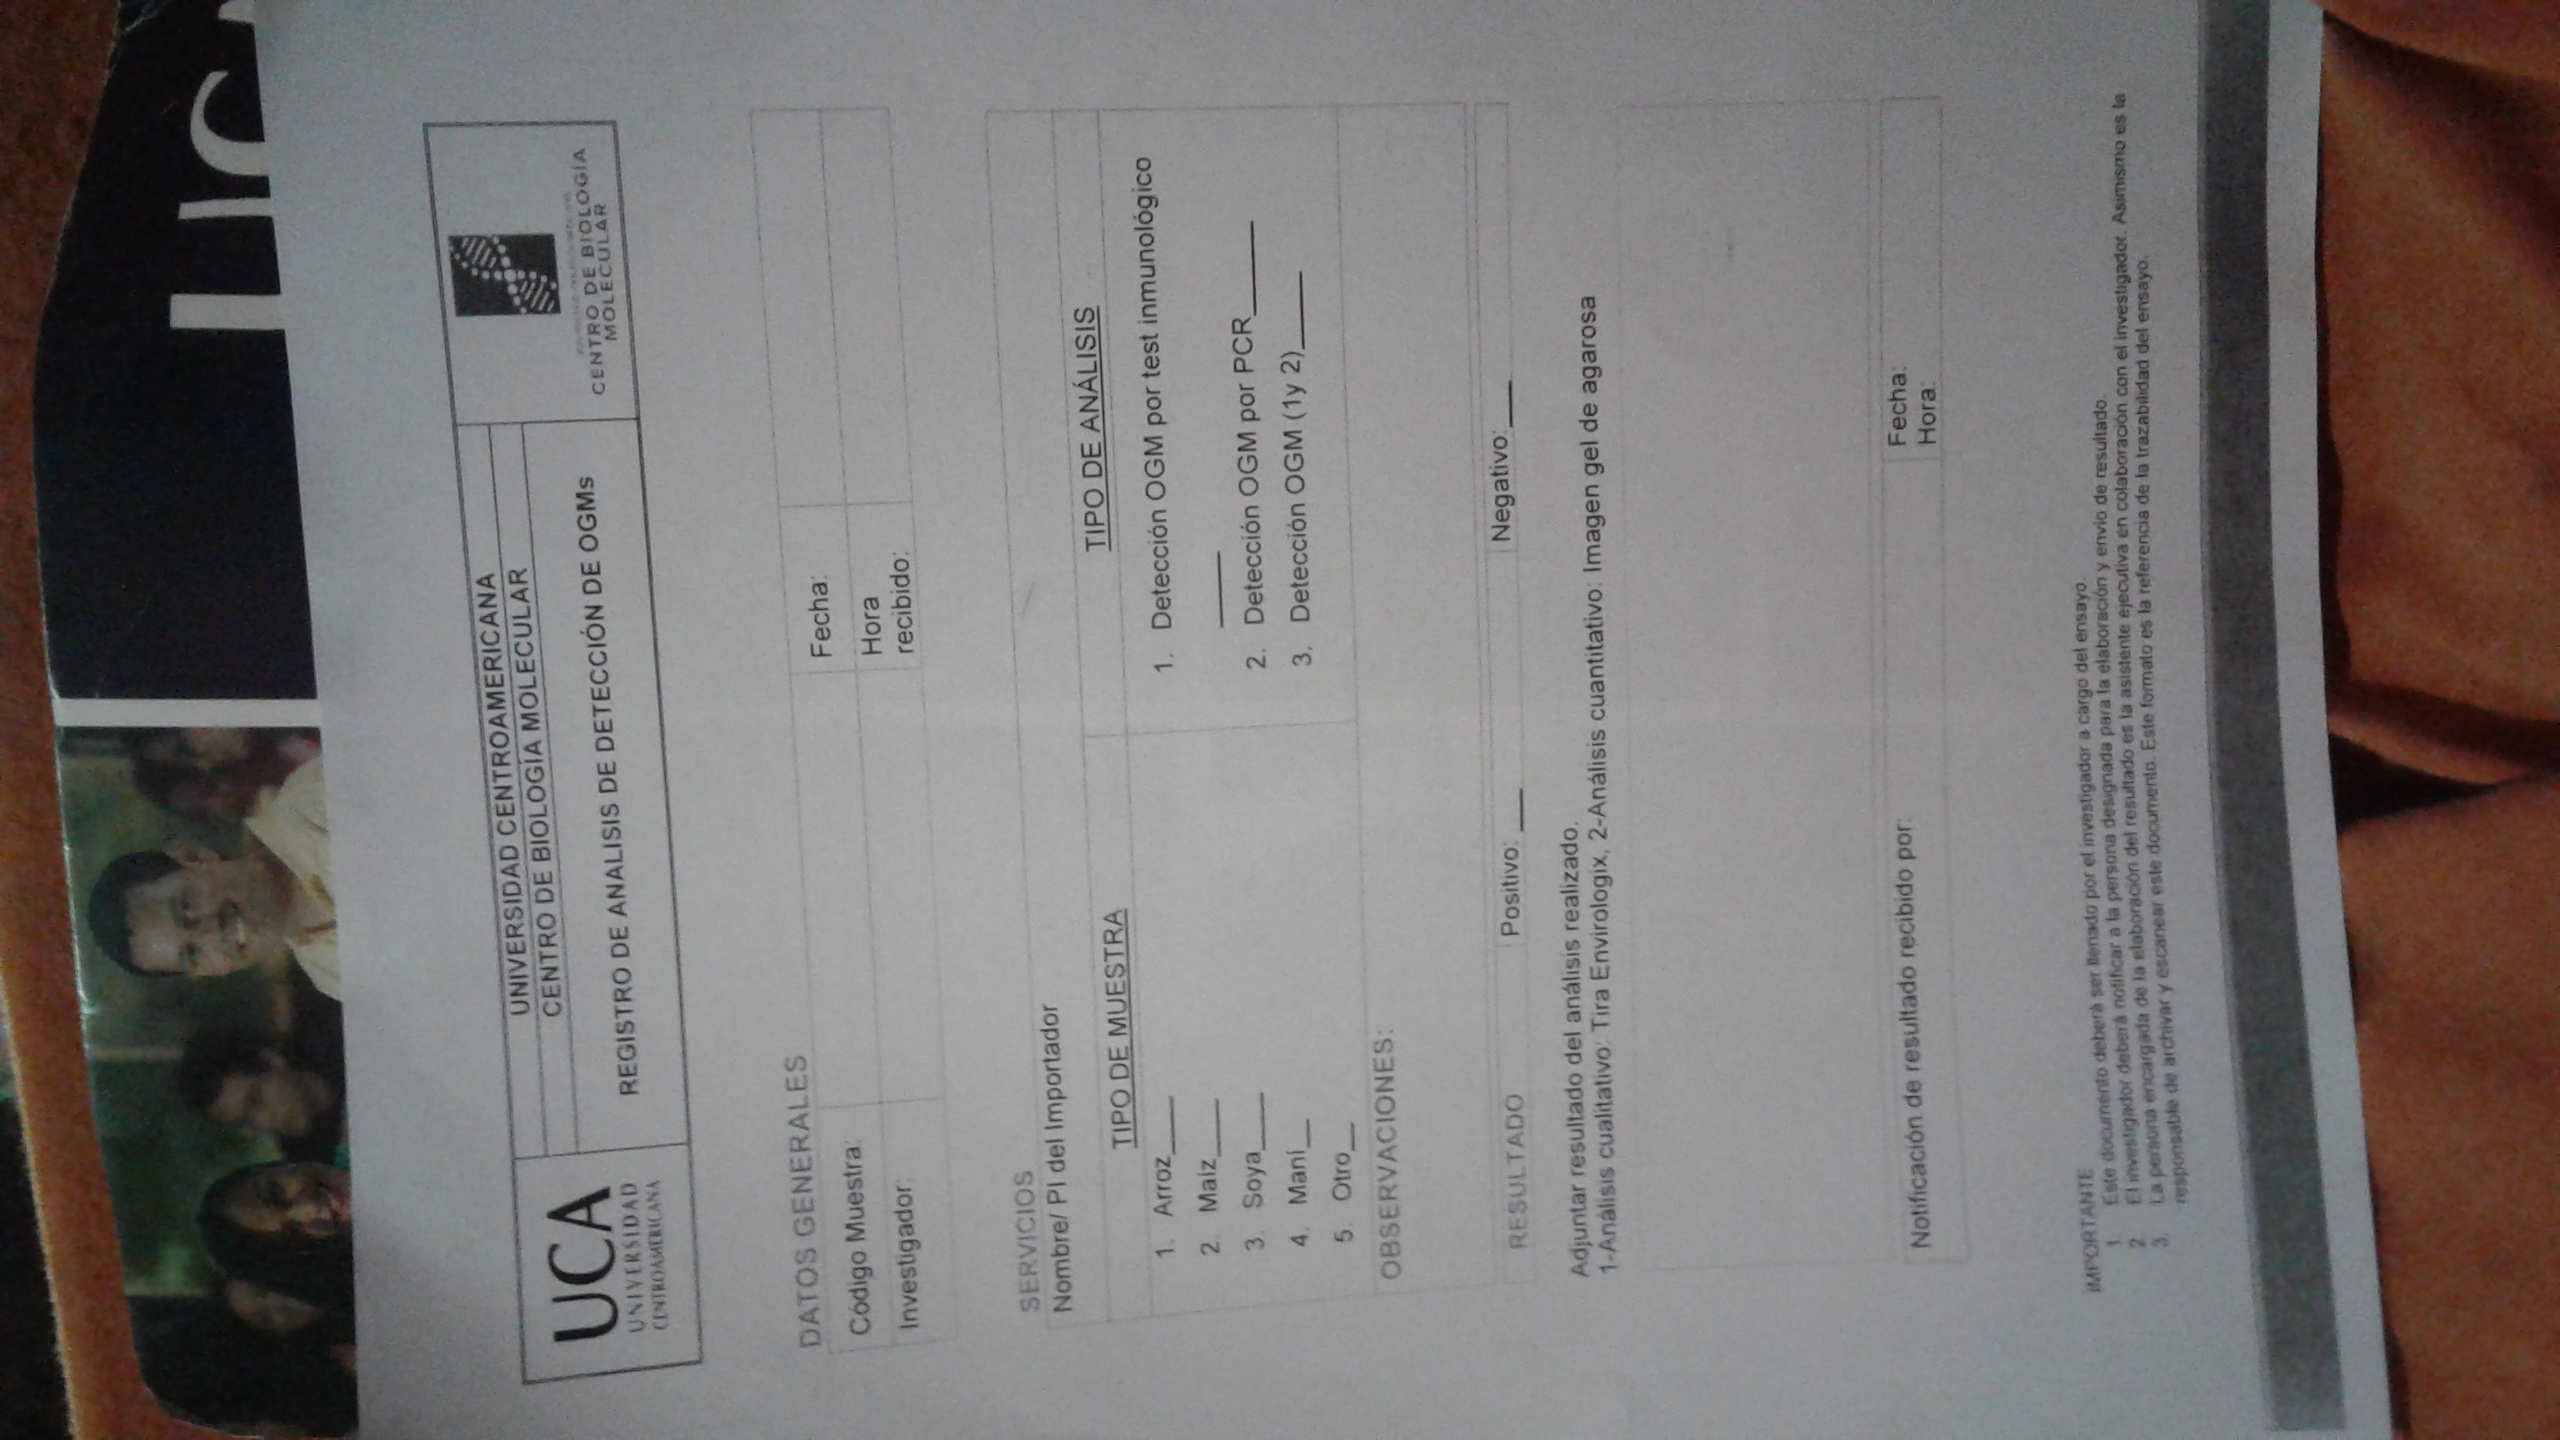 UCA
UCA
UNIVERSIDAD
CENTROAMERICANA
UNIVERSIDAD CENTROAMERICANA
CENTRO DE BIOLOGÍA MOLECULAR
REGISTRO DE ANALISIS DE DETECCIÓN DE OGMs
CENTRO DE BIOLOGÍA
MOLECULAR
DATOS GENERALES
Código Muestra:
Fecha:
Investigador:
Hora
recibido:
SERVICIOS
Nombre/ PI del Importador
TIPO DE MUESTRA
1. Arroz____
2. Maíz____
3. Soya____
4. Maní__
5. Otro__
TIPO DE ANÁLISIS
1. Detección OGM por test inmunológico
_____
2. Detección OGM por PCR______
3. Detección OGM (1y 2)_____
OBSERVACIONES:
RESULTADO Positivo: ___ Negativo:___
Adjuntar resultado del análisis realizado.
1-Análisis cualitativo: Tira Envirologix, 2-Análisis cuantitativo: Imagen gel de agarosa
Notificación de resultado recibido por:
Fecha:
Hora:
IMPORTANTE
1. Este documento deberá ser llenado por el investigador a cargo del ensayo.
2. El investigador deberá notificar a la persona designada para la elaboración y envio de resultado.
3. La persona encargada de la elaboración del resultado es la asistente ejecutiva en colaboración con el investigador. Asimismo es la
responsable de archivar y escanear este documento. Este formato es la referencia de la trazabilidad del ensayo.